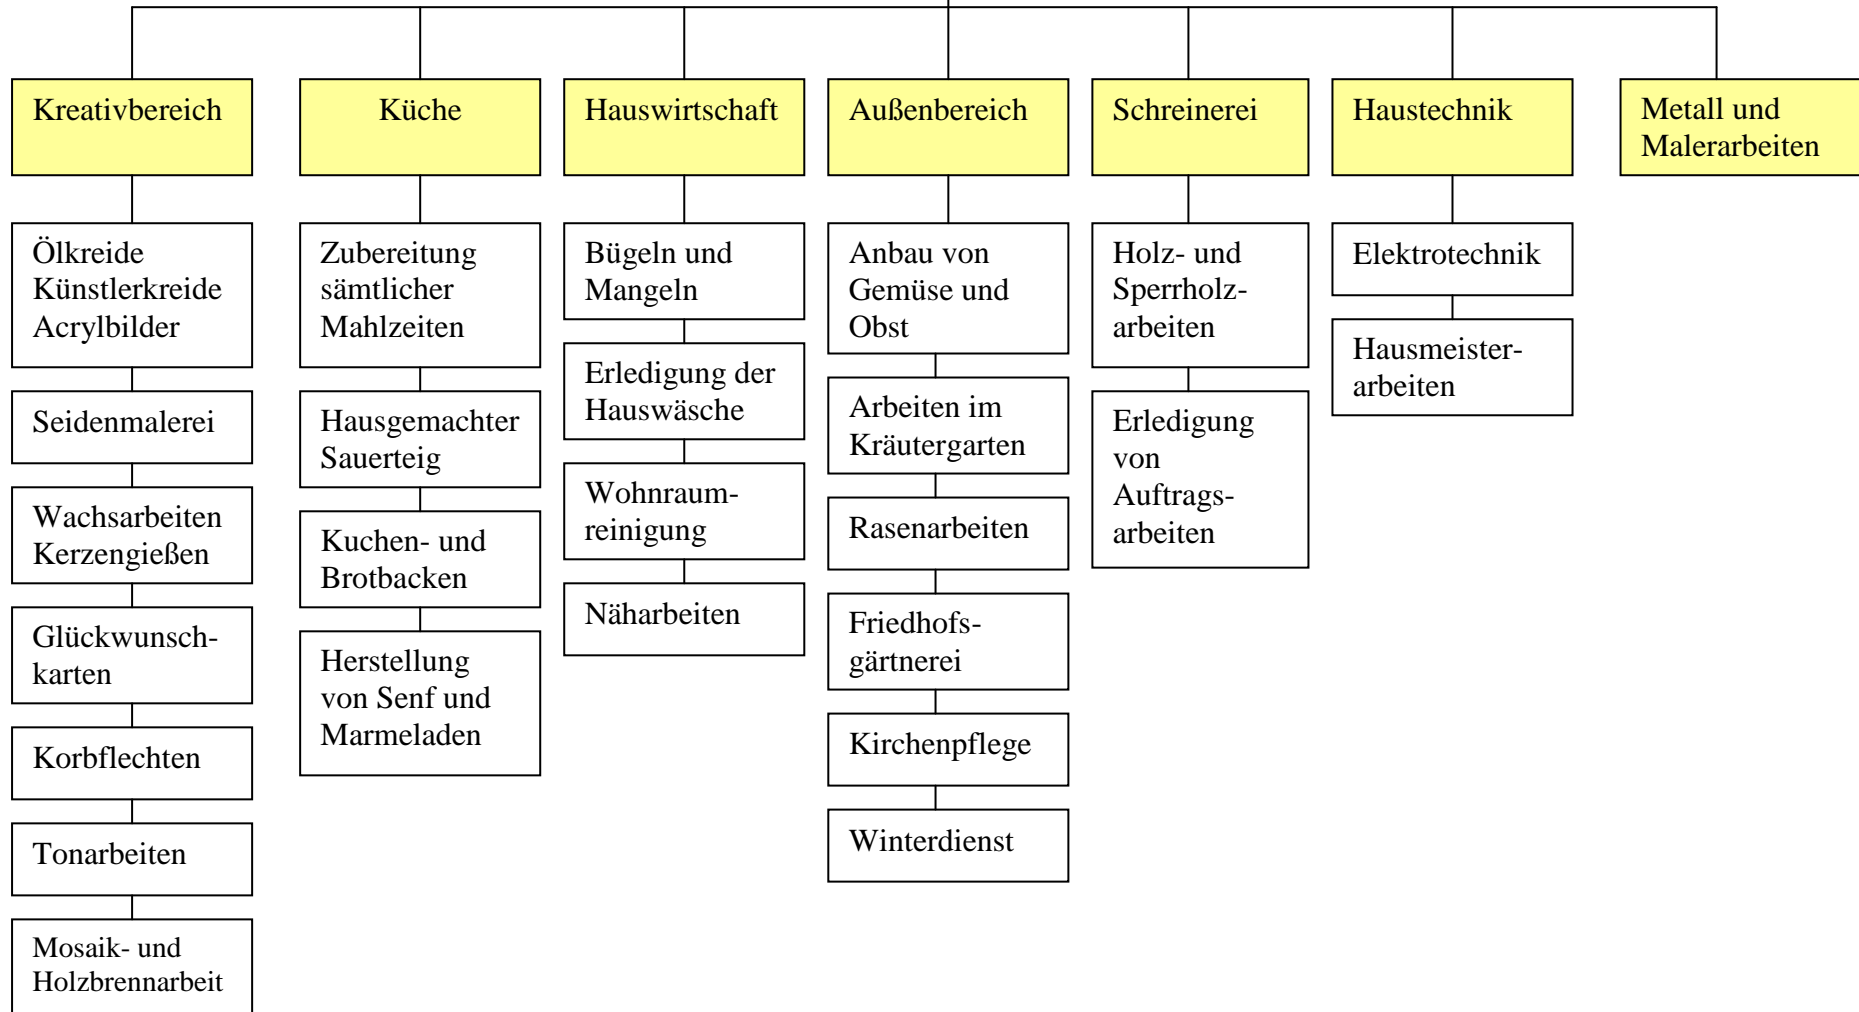 Kreativbereich
Küche
Hauswirtschaft
Außenbereich
Schreinerei
Haustechnik
Metall und
Malerarbeiten
Ölkreide
Künstlerkreide
Acrylbilder
Seidenmalerei
Wachsarbeiten
Kerzengießen
Glückwunsch-
karten
Korbflechten
Tonarbeiten
Mosaik- und
Holzbrennarbeit
Zubereitung
sämtlicher
Mahlzeiten
Hausgemachter
Sauerteig
Kuchen- und
Brotbacken
Herstellung
von Senf und
Marmeladen
Bügeln und
Mangeln
Erledigung der
Hauswäsche
Wohnraum-
reinigung
Näharbeiten
Anbau von
Gemüse und
Obst
Arbeiten im
Kräutergarten
Rasenarbeiten
Friedhofs-
gärtnerei
Kirchenpflege
Winterdienst
Holz- und
Sperrholz-
arbeiten
Erledigung
von
Auftrags-
arbeiten
Elektrotechnik
Hausmeister-
arbeiten